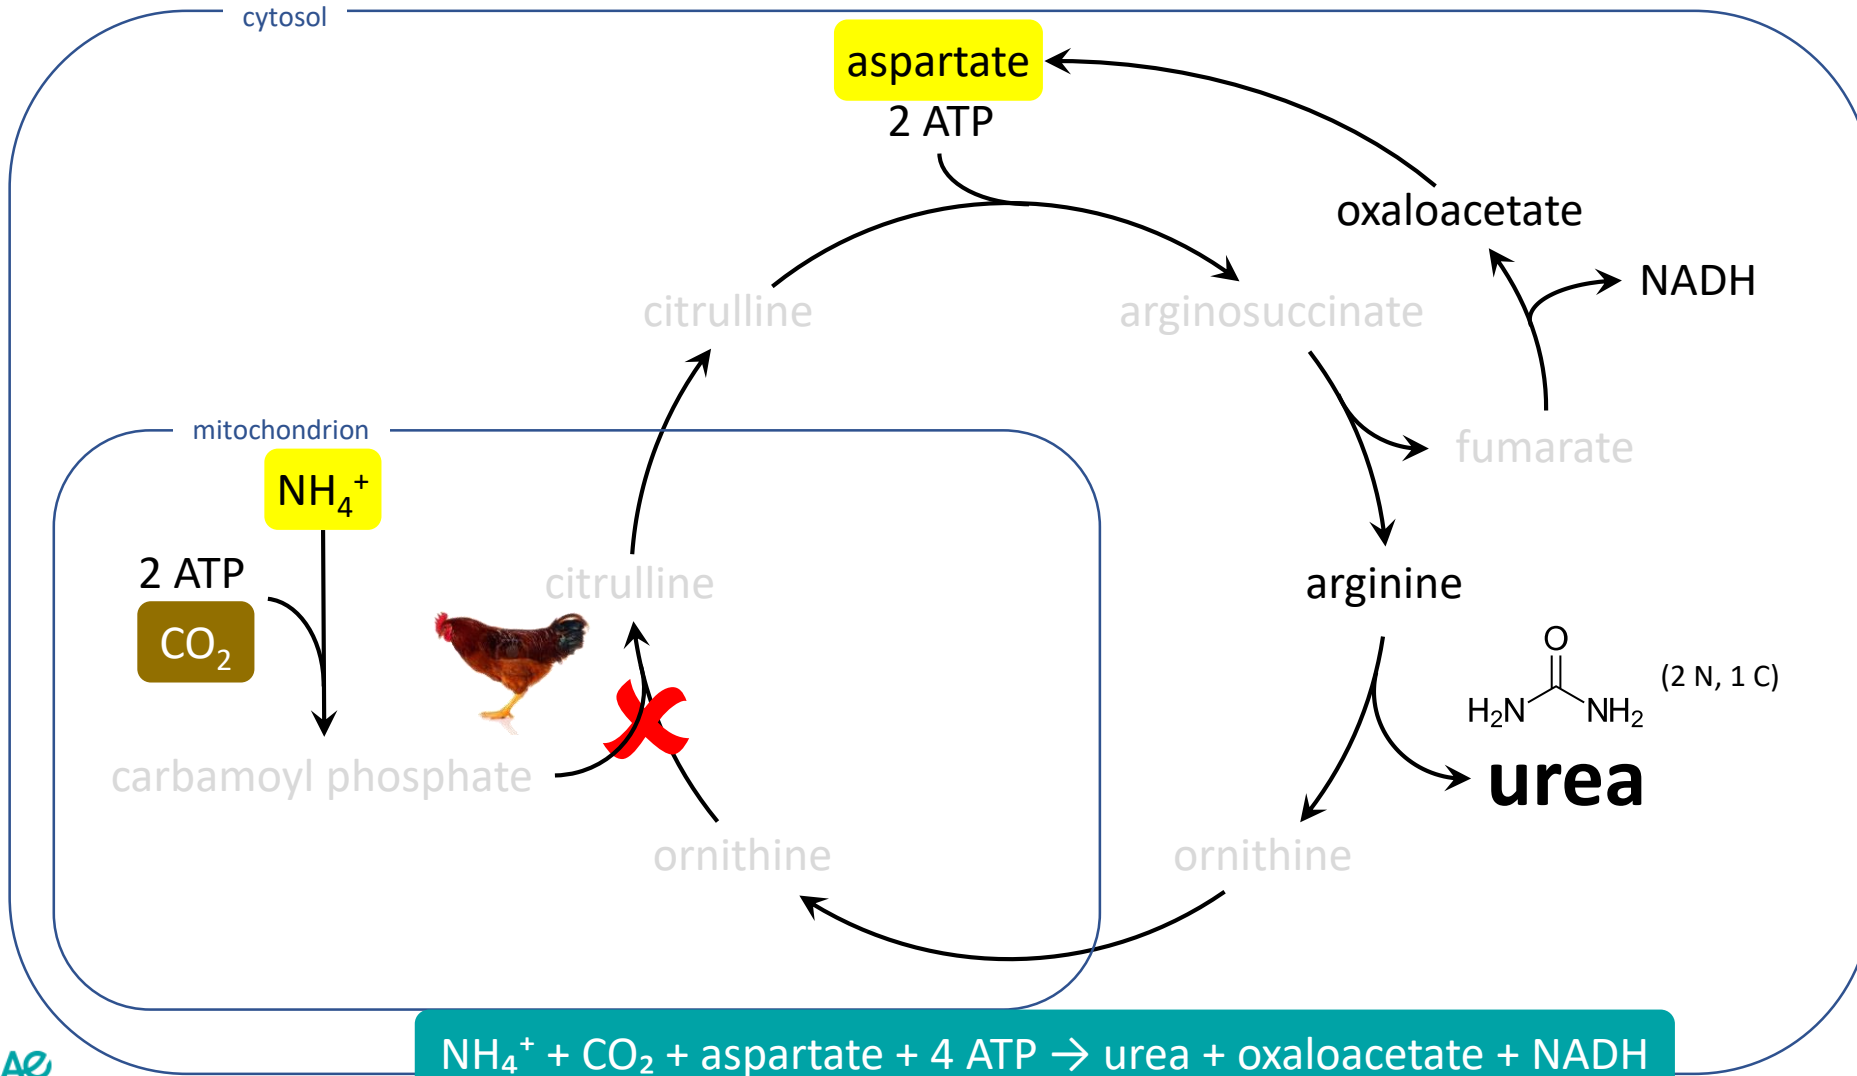 cytosol
aspartate
2 ATP
oxaloacetate
NADH
citrulline
arginosuccinate
mitochondrion
fumarate
NH₄⁺
2 ATP
CO₂
citrulline
arginine
O
H₂N
NH₂
(2 N, 1 C)
carbamoyl phosphate
urea
ornithine
ornithine
NH₄⁺ + CO₂ + aspartate + 4 ATP → urea + oxaloacetate + NADH